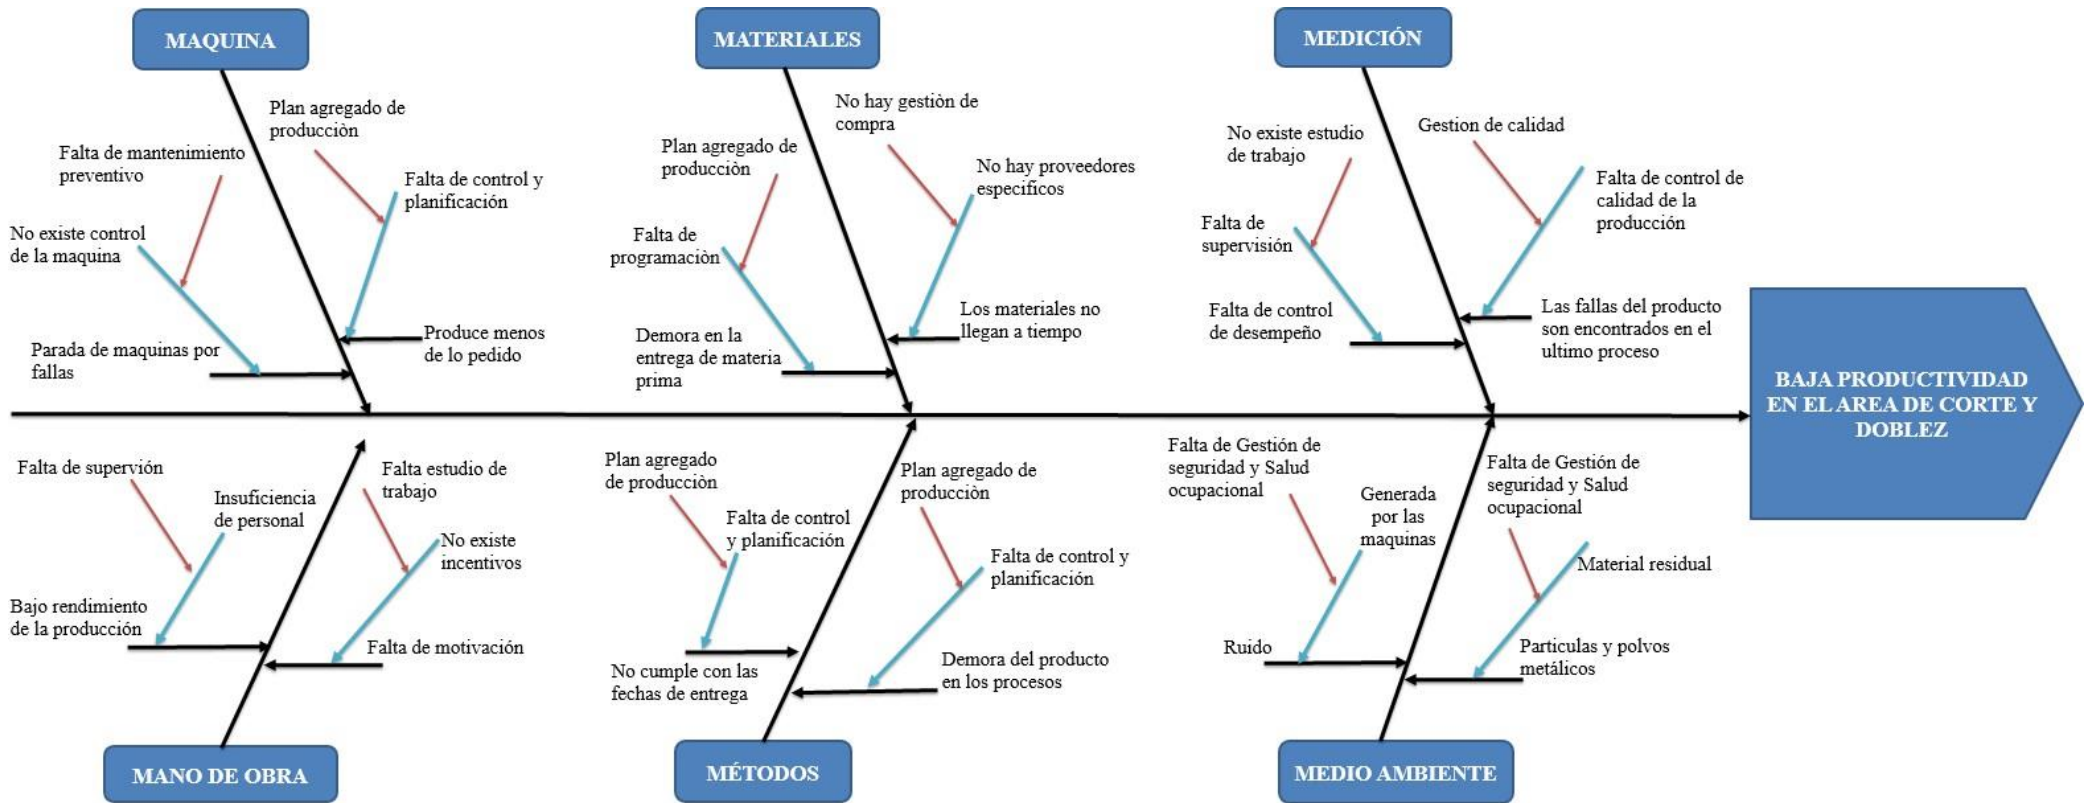 MAQUINA
MATERIALES
MEDICIÓN
Plan agregado de
producciòn
Falta de mantenimiento
preventivo
Falta de control y
planificación
No existe control
de la maquina
Produce menos
de lo pedido
Parada de maquinas por
fallas
No hay gestiòn de
compra
Plan agregado de
producciòn
No hay proveedores
especificos
Falta de
programaciòn
Los materiales no
llegan a tiempo
Demora en la
entrega de materia
prima
No existe estudio
de trabajo
Gestion de calidad
Falta de control de
calidad de la
producción
Falta de
supervisión
Falta de control
de desempeño
Las fallas del producto
son encontrados en el
ultimo proceso
BAJA PRODUCTIVIDAD
EN EL AREA DE CORTE Y
DOBLEZ
Falta de supervión
Insuficiencia
de personal
Falta estudio de
trabajo
No existe
incentivos
Bajo rendimiento
de la producción
Falta de motivación
Plan agregado
de producciòn
Falta de control
y planificación
Plan agregado de
producciòn
Falta de control y
planificación
No cumple con las
fechas de entrega
Demora del producto
en los procesos
Falta de Gestión de
seguridad y Salud
ocupacional
Generada
por las
maquinas
Falta de Gestión de
seguridad y Salud
ocupacional
Material residual
Ruido
Particulas y polvos
metálicos
MANO DE OBRA
MÉTODOS
MEDIO AMBIENTE